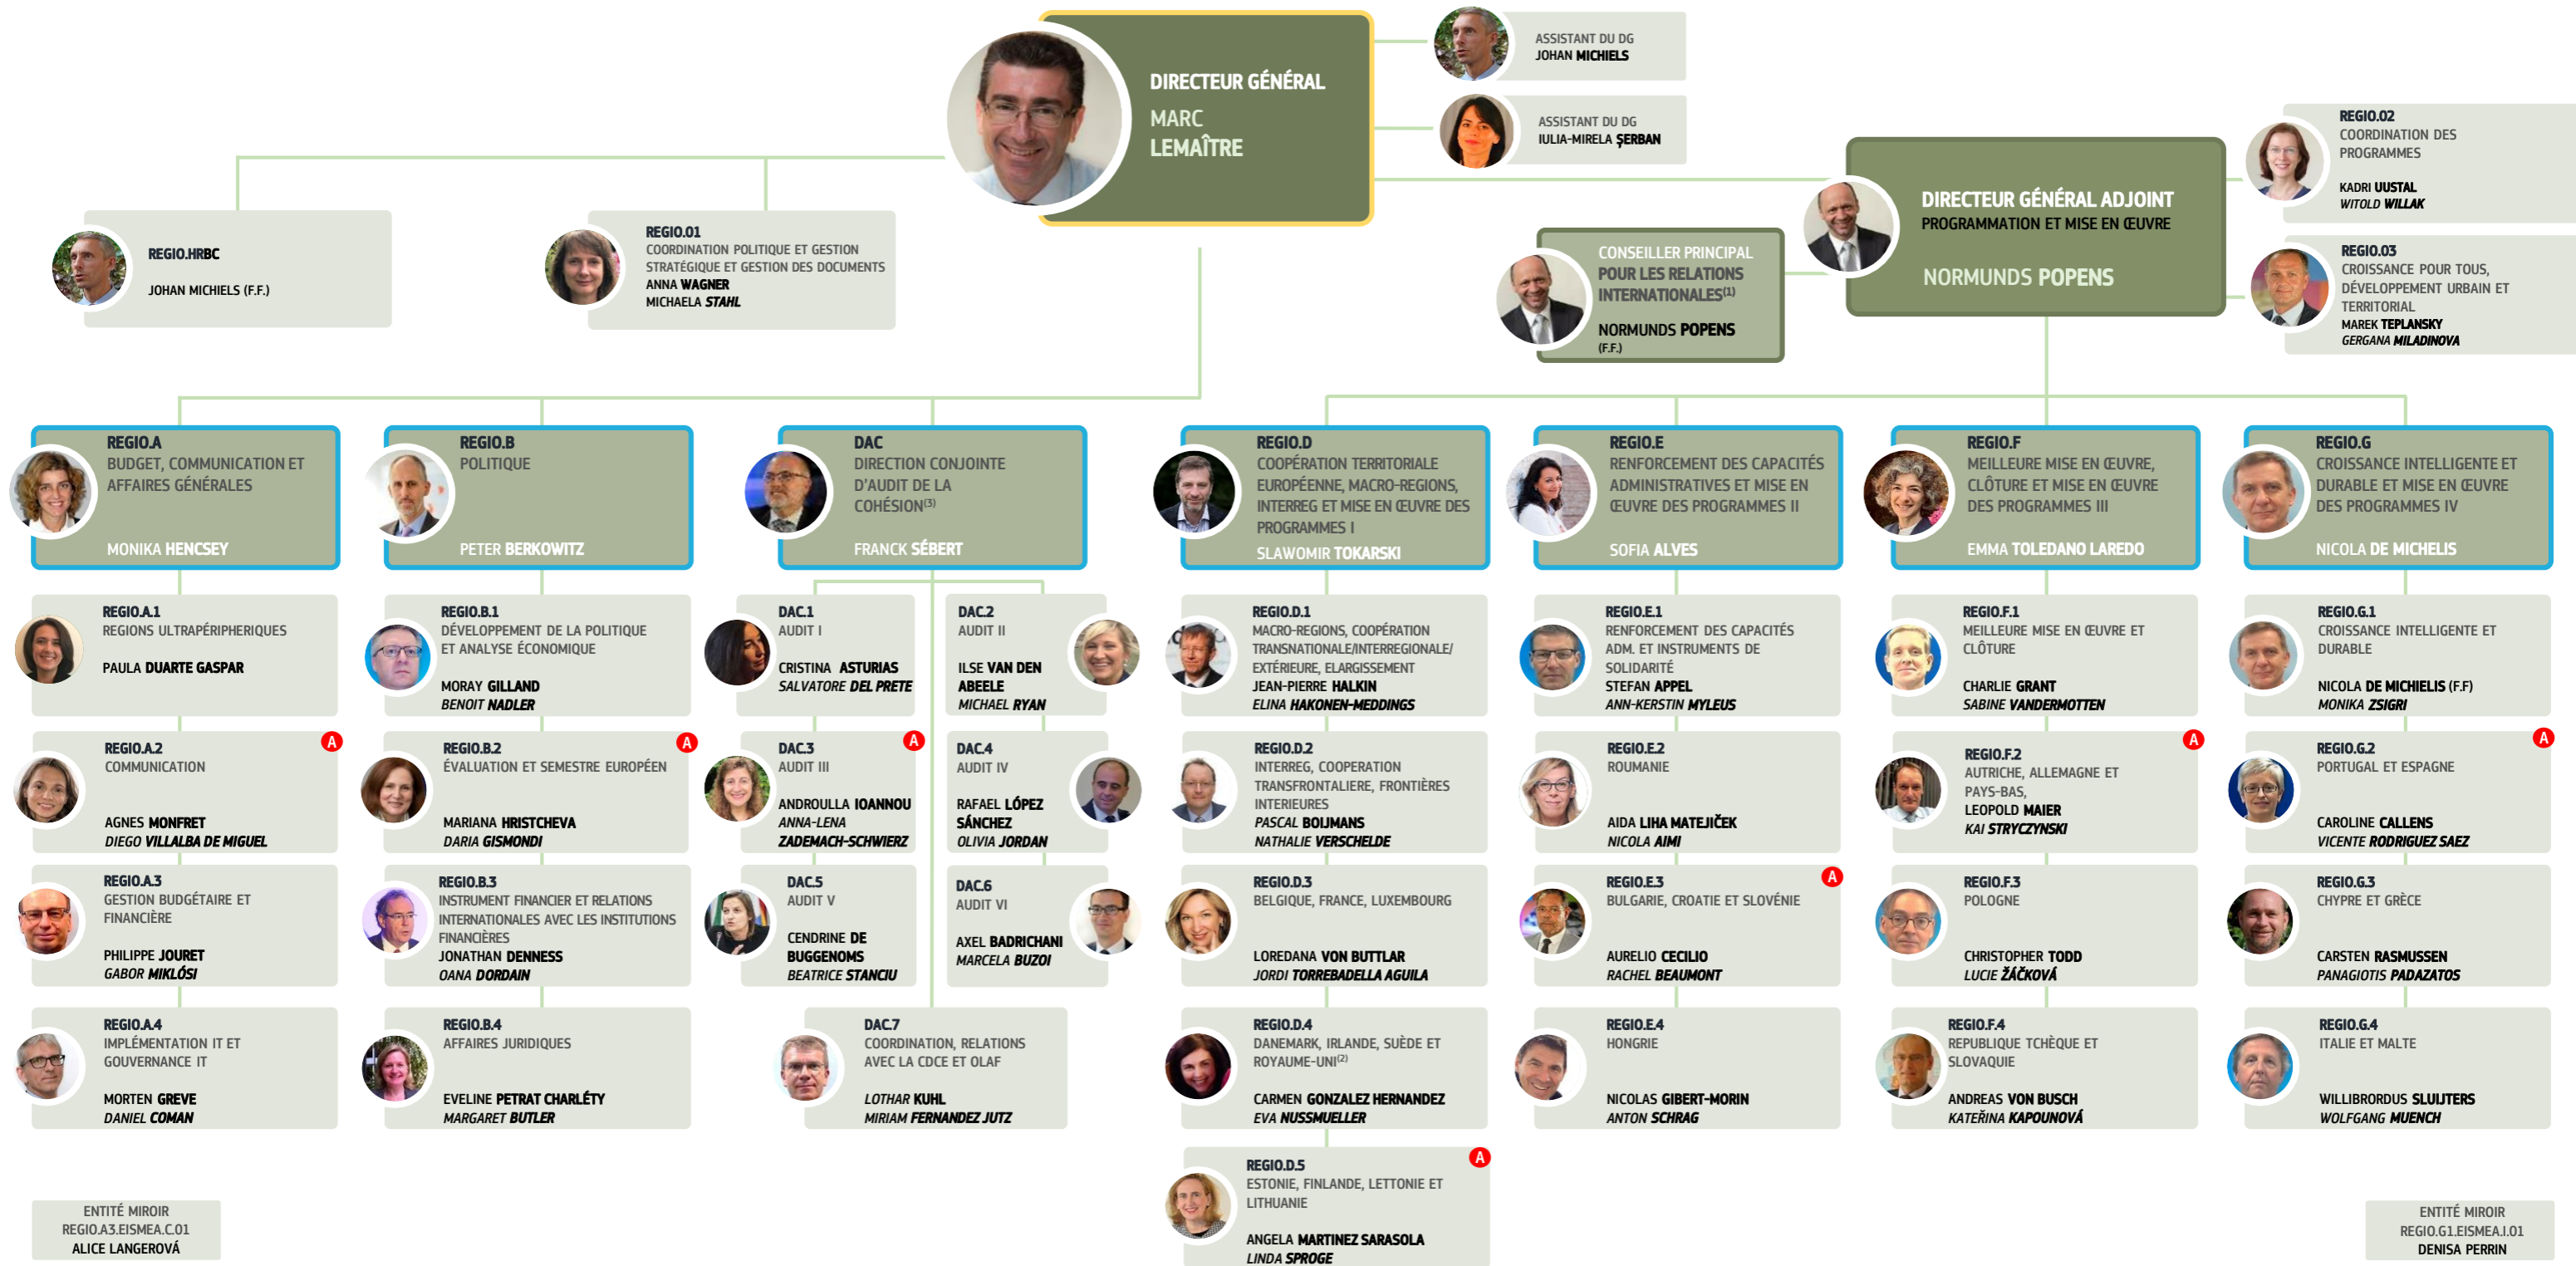 DIRECTEUR GÉNÉRAL
MARC
LEMAÎTRE
ASSISTANT DU DG
JOHAN MICHIELS
ASSISTANT DU DG
IULIA-MIRELA ŞERBAN
REGIO.HRBC
JOHAN MICHIELS (F.F.)
REGIO.01
COORDINATION POLITIQUE ET GESTION
STRATÉGIQUE ET GESTION DES DOCUMENTS
ANNA WAGNER
MICHAELA STAHL
CONSEILLER PRINCIPAL
POUR LES RELATIONS
INTERNATIONALES(1)
NORMUNDS POPENS
(F.F.)
DIRECTEUR GÉNÉRAL ADJOINT
PROGRAMMATION ET MISE EN ŒUVRE
NORMUNDS POPENS
REGIO.02
COORDINATION DES
PROGRAMMES
KADRI UUSTAL
WITOLD WILLAK
REGIO.03
CROISSANCE POUR TOUS,
DÉVELOPPEMENT URBAIN ET
TERRITORIAL
MAREK TEPLANSKY
GERGANA MILADINOVA
REGIO.A
BUDGET, COMMUNICATION ET
AFFAIRES GÉNÉRALES
MONIKA HENCSEY
REGIO.B
POLITIQUE
PETER BERKOWITZ
DAC
DIRECTION CONJOINTE
D'AUDIT DE LA
COHÉSION(3)
FRANCK SÉBERT
REGIO.D
COOPÉRATION TERRITORIALE
EUROPÉENNE, MACRO-REGIONS,
INTERREG ET MISE EN ŒUVRE DES
PROGRAMMES I
SLAWOMIR TOKARSKI
REGIO.E
RENFORCEMENT DES CAPACITÉS
ADMINISTRATIVES ET MISE EN
ŒUVRE DES PROGRAMMES II
SOFIA ALVES
REGIO.F
MEILLEURE MISE EN ŒUVRE,
CLÔTURE ET MISE EN ŒUVRE
DES PROGRAMMES III
EMMA TOLEDANO LAREDO
REGIO.G
CROISSANCE INTELLIGENTE ET
DURABLE ET MISE EN ŒUVRE
DES PROGRAMMES IV
NICOLA DE MICHELIS
REGIO.A.1
REGIONS ULTRAPÉRIPHERIQUES
PAULA DUARTE GASPAR
REGIO.B.1
DÉVELOPPEMENT DE LA POLITIQUE
ET ANALYSE ÉCONOMIQUE
MORAY GILLAND
BENOIT NADLER
DAC.1
AUDIT I
CRISTINA ASTURIAS
SALVATORE DEL PRETE
DAC.2
AUDIT II
ILSE VAN DEN
ABEELE
MICHAEL RYAN
REGIO.D.1
MACRO-REGIONS, COOPÉRATION
TRANSNATIONALE/INTERREGIONALE/
EXTÉRIEURE, ELARGISSEMENT
JEAN-PIERRE HALKIN
ELINA HAKONEN-MEDDINGS
REGIO.E.1
RENFORCEMENT DES CAPACITÉS
ADM. ET INSTRUMENTS DE
SOLIDARITÉ
STEFAN APPEL
ANN-KERSTIN MYLEUS
REGIO.F.1
MEILLEURE MISE EN ŒUVRE ET
CLÔTURE
CHARLIE GRANT
SABINE VANDERMOTTEN
REGIO.G.1
CROISSANCE INTELLIGENTE ET
DURABLE
NICOLA DE MICHIELIS (F.F)
MONIKA ZSIGRI
REGIO.A.2
COMMUNICATION
AGNES MONFRET
DIEGO VILLALBA DE MIGUEL
A
REGIO.B.2
ÉVALUATION ET SEMESTRE EUROPÉEN
MARIANA HRISTCHEVA
DARIA GISMONDI
A
DAC.3
AUDIT III
ANDROULLA IOANNOU
ANNA-LENA
ZADEMACH-SCHWIERZ
A
DAC.4
AUDIT IV
RAFAEL LÓPEZ
SÁNCHEZ
OLIVIA JORDAN
REGIO.D.2
INTERREG, COOPERATION
TRANSFRONTALIERE, FRONTIÈRES
INTERIEURES
PASCAL BOIJMANS
NATHALIE VERSCHELDE
REGIO.E.2
ROUMANIE
AIDA LIHA MATEJIČEK
NICOLA AIMI
REGIO.F.2
AUTRICHE, ALLEMAGNE ET
PAYS-BAS,
LEOPOLD MAIER
KAI STRYCZYNSKI
A
REGIO.G.2
PORTUGAL ET ESPAGNE
CAROLINE CALLENS
VICENTE RODRIGUEZ SAEZ
A
REGIO.A.3
GESTION BUDGÉTAIRE ET
FINANCIÈRE
PHILIPPE JOURET
GABOR MIKLÓSI
REGIO.B.3
INSTRUMENT FINANCIER ET RELATIONS
INTERNATIONALES AVEC LES INSTITUTIONS
FINANCIÈRES
JONATHAN DENNESS
OANA DORDAIN
DAC.5
AUDIT V
CENDRINE DE
BUGGENOMS
BEATRICE STANCIU
DAC.6
AUDIT VI
AXEL BADRICHANI
MARCELA BUZOI
REGIO.D.3
BELGIQUE, FRANCE, LUXEMBOURG
LOREDANA VON BUTTLAR
JORDI TORREBADELLA AGUILA
REGIO.E.3
BULGARIE, CROATIE ET SLOVÉNIE
AURELIO CECILIO
RACHEL BEAUMONT
A
REGIO.F.3
POLOGNE
CHRISTOPHER TODD
LUCIE ŽÁČKOVÁ
REGIO.G.3
CHYPRE ET GRÈCE
CARSTEN RASMUSSEN
PANAGIOTIS PADAZATOS
REGIO.A.4
IMPLÉMENTATION IT ET
GOUVERNANCE IT
MORTEN GREVE
DANIEL COMAN
REGIO.B.4
AFFAIRES JURIDIQUES
EVELINE PETRAT CHARLÉTY
MARGARET BUTLER
DAC.7
COORDINATION, RELATIONS
AVEC LA CDCE ET OLAF
LOTHAR KUHL
MIRIAM FERNANDEZ JUTZ
REGIO.D.4
DANEMARK, IRLANDE, SUÈDE ET
ROYAUME-UNI(2)
CARMEN GONZALEZ HERNANDEZ
EVA NUSSMUELLER
REGIO.E.4
HONGRIE
NICOLAS GIBERT-MORIN
ANTON SCHRAG
REGIO.F.4
REPUBLIQUE TCHÈQUE ET
SLOVAQUIE
ANDREAS VON BUSCH
KATEŘINA KAPOUNOVÁ
REGIO.G.4
ITALIE ET MALTE
WILLIBRORDUS SLUIJTERS
WOLFGANG MUENCH
REGIO.D.5
ESTONIE, FINLANDE, LETTONIE ET
LITHUANIE
ANGELA MARTINEZ SARASOLA
LINDA SPROGE
A
ENTITÉ MIROIR
REGIO.A3.EISMEA.C.01
ALICE LANGEROVÁ
ENTITÉ MIROIR
REGIO.G1.EISMEA.I.01
DENISA PERRIN